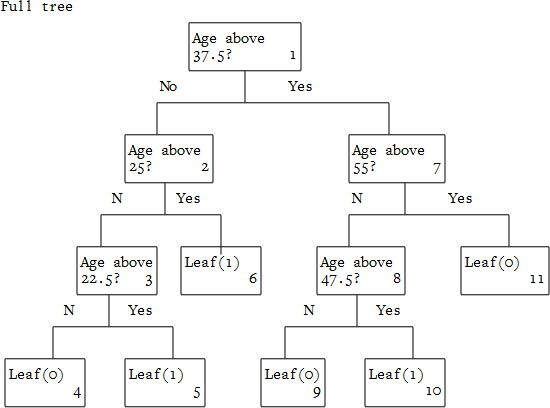 Full tree
Age above
37.5? 1
No Yes
Age above
25? 2
Age above
55? 7
N Yes
N Yes
Age above
22.5? 3
Leaf(1)
6
Age above
47.5? 8
Leaf(0)
11
N Yes
N Yes
Leaf(0)
4
Leaf(1)
5
Leaf(0)
9
Leaf(1)
10